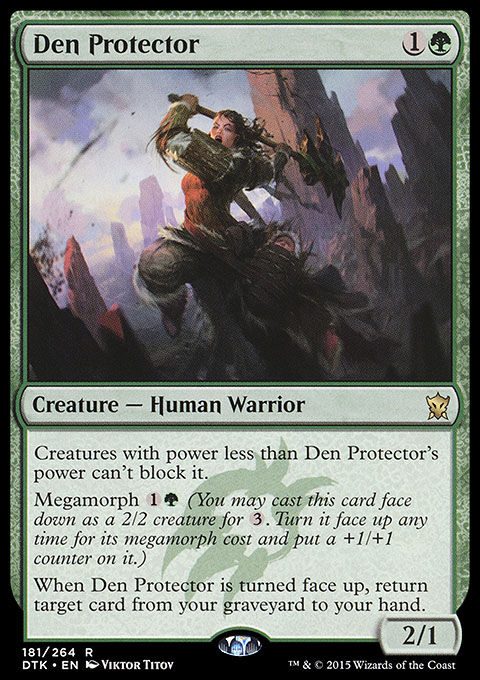 Den Protector 1
Creature — Human Warrior
Creatures with power less than Den Protector's
power can't block it.
Megamorph 1 (You may cast this card face
down as a 2/2 creature for 3. Turn it face up any
time for its megamorph cost and put a +1/+1
counter on it.)
When Den Protector is turned face up, return
target card from your graveyard to your hand.
2/1
181/264 R
DTK • EN Viktor Titov
™ & © 2015 Wizards of the Coast